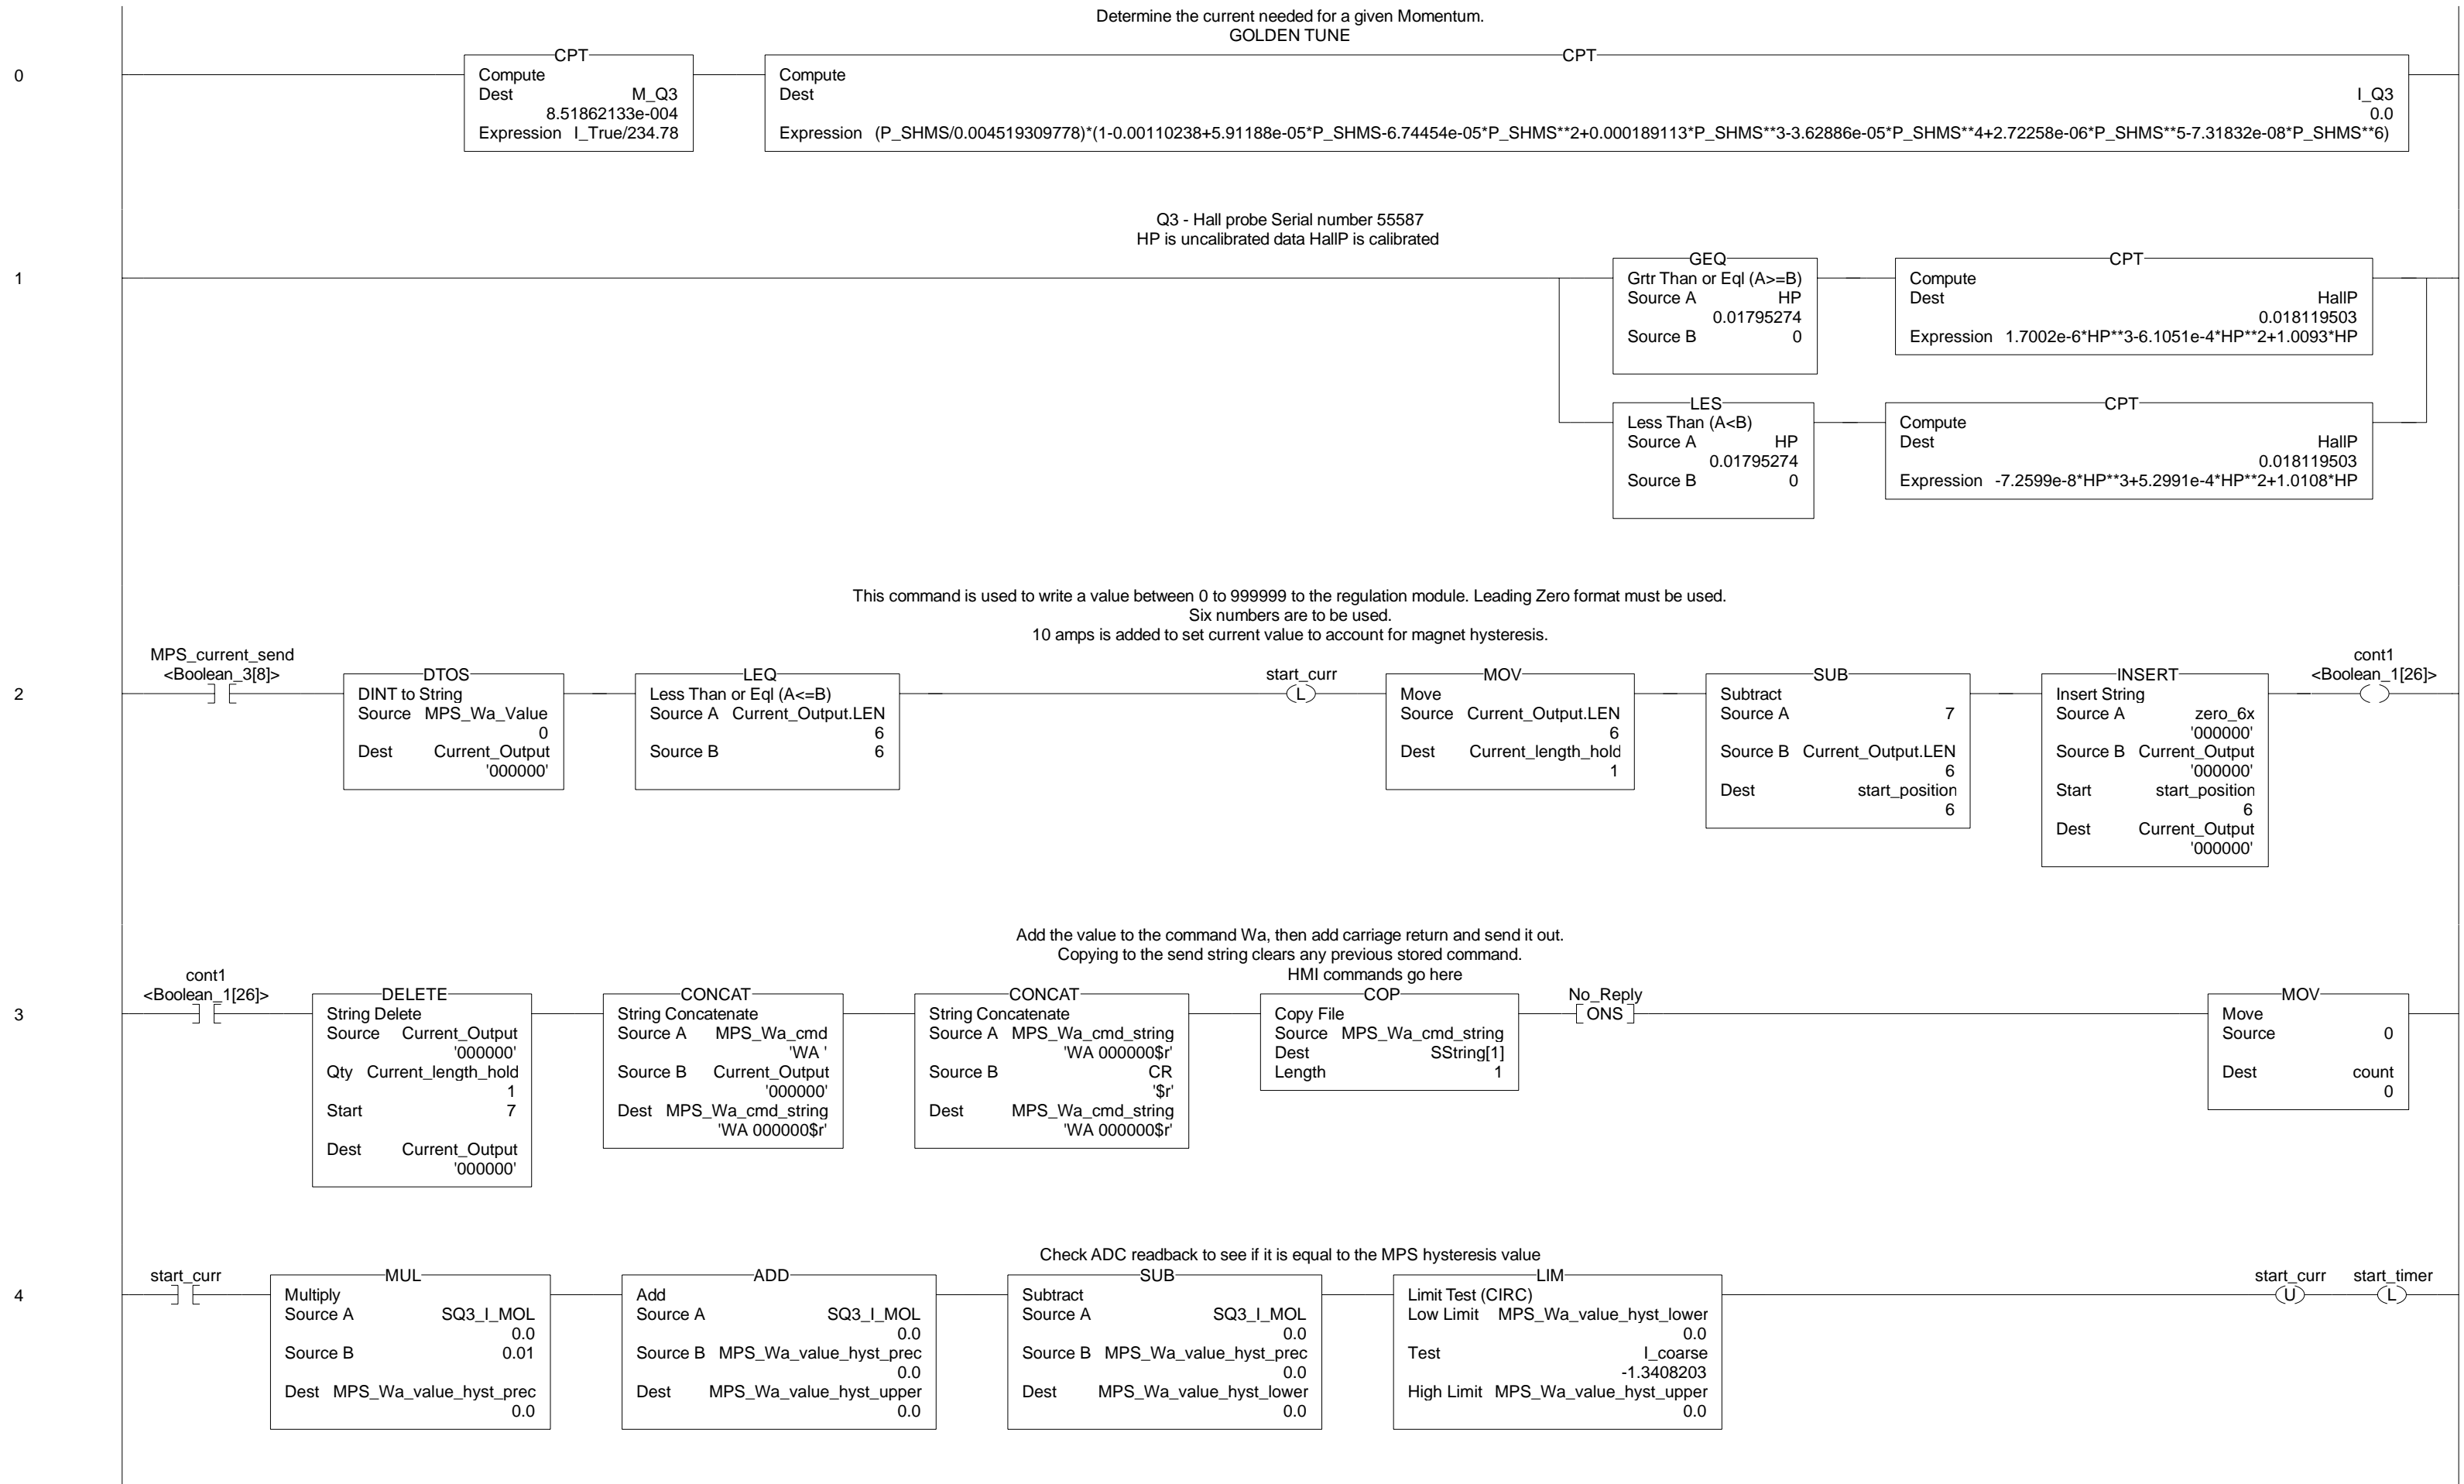 Determine the current needed for a given Momentum.
GOLDEN TUNE
0
CPT
Compute
Dest M_Q3
8.51862133e-004
Expression I_True/234.78
CPT
Compute
Dest I_Q3
0.0
Expression (P_SHMS/0.004519309778)*(1-0.00110238+5.91188e-05*P_SHMS-6.74454e-05*P_SHMS**2+0.000189113*P_SHMS**3-3.62886e-05*P_SHMS**4+2.72258e-06*P_SHMS**5-7.31832e-08*P_SHMS**6)
Q3 - Hall probe Serial number 55587
HP is uncalibrated data HallP is calibrated
1
GEQ
Grtr Than or Eql (A>=B)
Source A HP
0.01795274
Source B 0
CPT
Compute
Dest HallP
0.018119503
Expression 1.7002e-6*HP**3-6.1051e-4*HP**2+1.0093*HP
LES
Less Than (A<B)
Source A HP
0.01795274
Source B 0
CPT
Compute
Dest HallP
0.018119503
Expression -7.2599e-8*HP**3+5.2991e-4*HP**2+1.0108*HP
This command is used to write a value between 0 to 999999 to the regulation module. Leading Zero format must be used.
Six numbers are to be used.
10 amps is added to set current value to account for magnet hysteresis.
2
MPS_current_send
<Boolean_3[8]>
DTOS
DINT to String
Source MPS_Wa_Value
0
Dest Current_Output
'000000'
LEQ
Less Than or Eql (A<=B)
Source A Current_Output.LEN
6
Source B 6
start_curr
L
MOV
Move
Source Current_Output.LEN
6
Dest Current_length_hold
1
SUB
Subtract
Source A 7
Source B Current_Output.LEN
6
Dest start_position
6
INSERT
Insert String
Source A zero_6x
'000000'
Source B Current_Output
'000000'
Start start_position
6
Dest Current_Output
'000000'
cont1
<Boolean_1[26]>
Add the value to the command Wa, then add carriage return and send it out.
Copying to the send string clears any previous stored command.
HMI commands go here
3
cont1
<Boolean_1[26]>
DELETE
String Delete
Source Current_Output
'000000'
Qty Current_length_hold
1
Start 7
Dest Current_Output
'000000'
CONCAT
String Concatenate
Source A MPS_Wa_cmd
'WA '
Source B Current_Output
'000000'
Dest MPS_Wa_cmd_string
'WA 000000$r'
CONCAT
String Concatenate
Source A MPS_Wa_cmd_string
'WA 000000$r'
Source B CR
'$r'
Dest MPS_Wa_cmd_string
'WA 000000$r'
COP
Copy File
Source MPS_Wa_cmd_string
Dest SString[1]
Length 1
No_Reply
ONS
MOV
Move
Source 0
Dest count
0
Check ADC readback to see if it is equal to the MPS hysteresis value
4
start_curr
MUL
Multiply
Source A SQ3_I_MOL
0.0
Source B 0.01
Dest MPS_Wa_value_hyst_prec
0.0
ADD
Add
Source A SQ3_I_MOL
0.0
Source B MPS_Wa_value_hyst_prec
0.0
Dest MPS_Wa_value_hyst_upper
0.0
SUB
Subtract
Source A SQ3_I_MOL
0.0
Source B MPS_Wa_value_hyst_prec
0.0
Dest MPS_Wa_value_hyst_lower
0.0
LIM
Limit Test (CIRC)
Low Limit MPS_Wa_value_hyst_lower
0.0
Test I_coarse
-1.3408203
High Limit MPS_Wa_value_hyst_upper
0.0
start_curr
U
start_timer
L